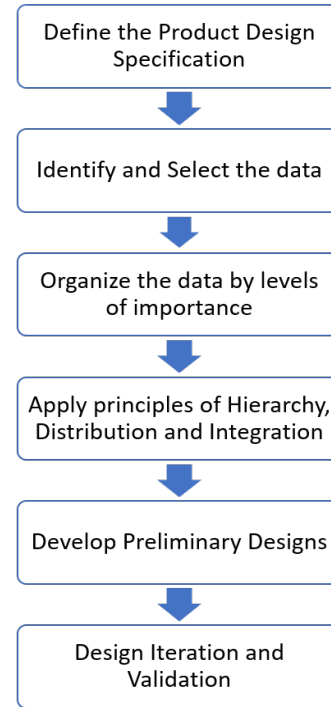 Define the Product Design
Specification
Identify and Select the data
Organize the data by levels
of importance
Apply principles of Hierarchy,
Distribution and Integration
Develop Preliminary Designs
Design Iteration and
Validation